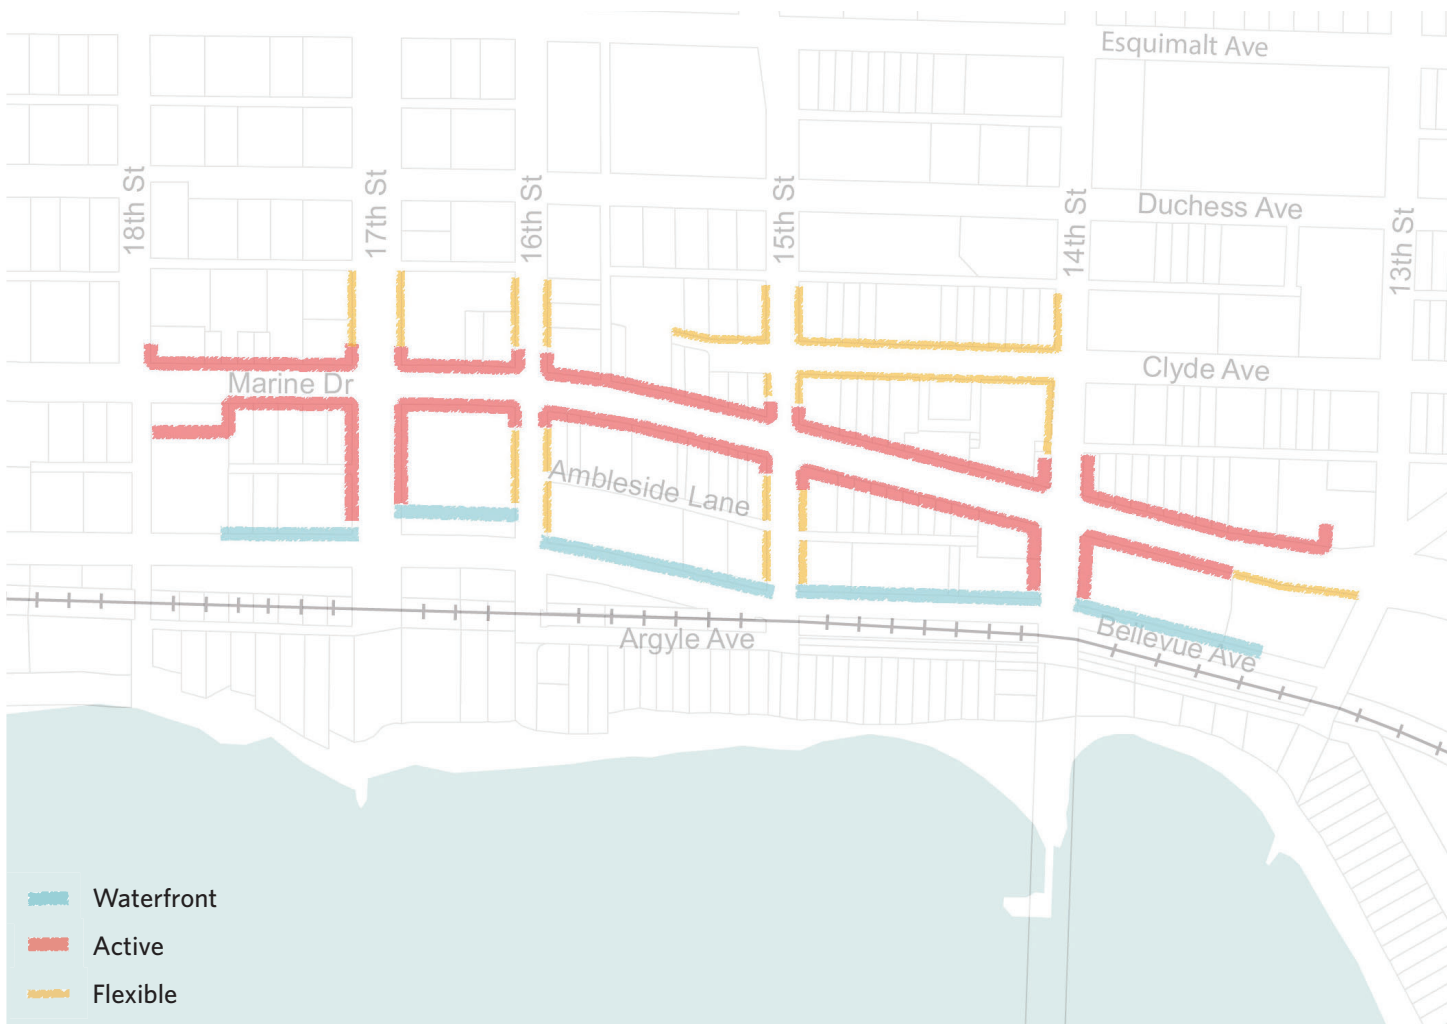 Esquimalt Ave
18th St
17th St
16th St
15th St
14th St
Duchess Ave
13th St
Marine Dr
Clyde Ave
Ambleside Lane
Argyle Ave
Bellevue Ave
Waterfront
Active
Flexible